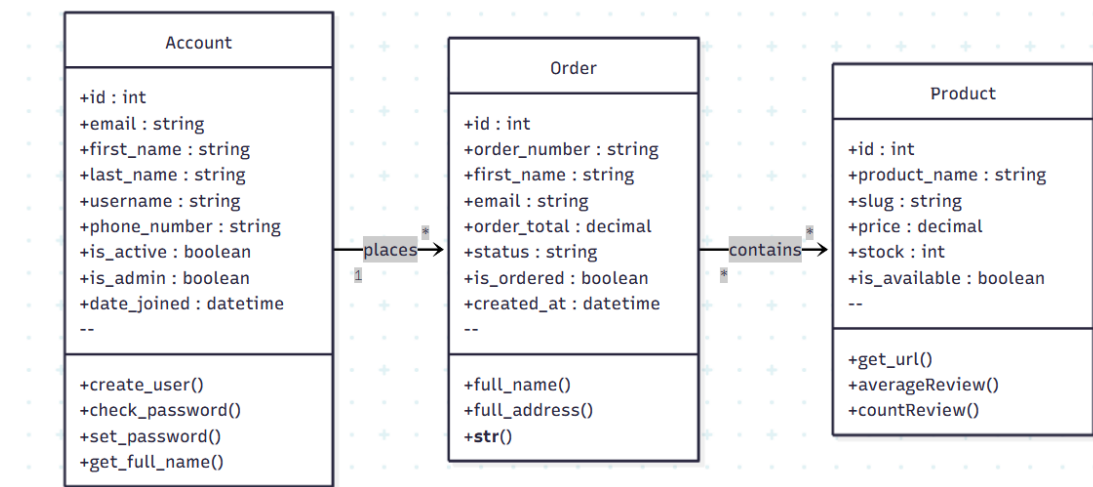 Account
+id : int
+email : string
+first_name : string
+last_name : string
+username : string
+phone_number : string
+is_active : boolean
+is_admin : boolean
+date_joined : datetime
--
+create_user()
+check_password()
+set_password()
+get_full_name()
places
1
*
Order
+id : int
+order_number : string
+first_name : string
+email : string
+order_total : decimal
+status : string
+is_ordered : boolean
+created_at : datetime
--
+full_name()
+full_address()
+str()
contains
*
*
Product
+id : int
+product_name : string
+slug : string
+price : decimal
+stock : int
+is_available : boolean
--
+get_url()
+averageReview()
+countReview()